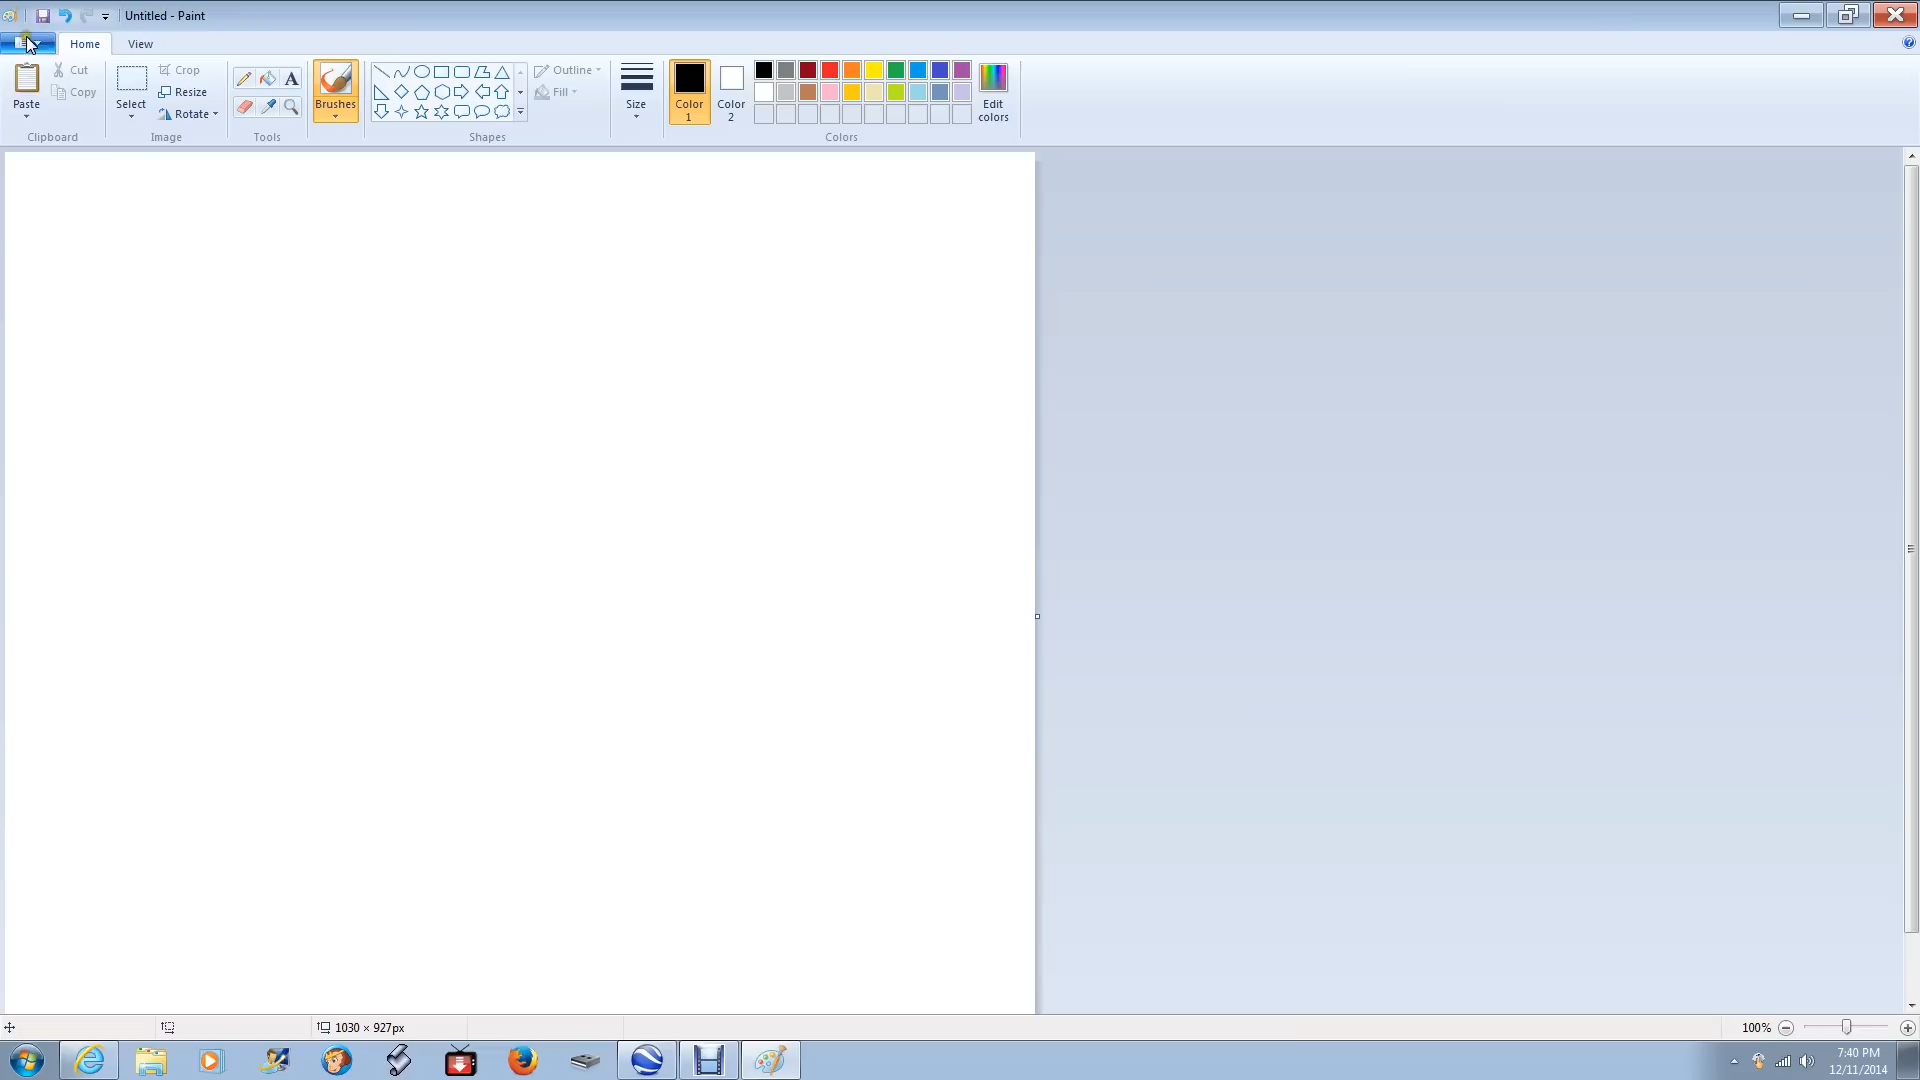 Untitled - Paint
Home View
Paste Cut Copy
Clipboard
Select Crop Resize Rotate
Image
A
Tools
Brushes
Shapes
Outline
Fill
Size
Color 1
Color 2
Colors
Edit colors
1030 × 927px
100%
7:40 PM
12/11/2014